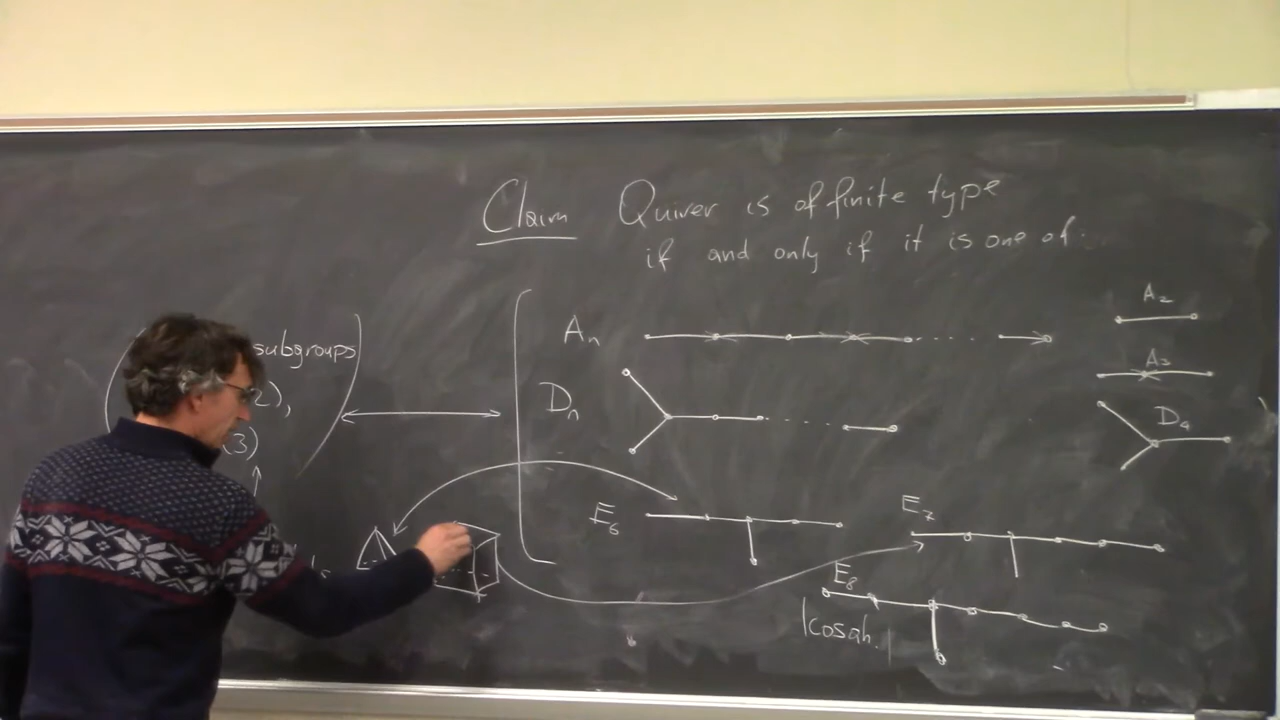 Claim Quiver is of finite type
if and only if it is one of:
subgroups
2),
(3)
An
Dn
E6
E7
E8
Icosah.
A2
A3
D4